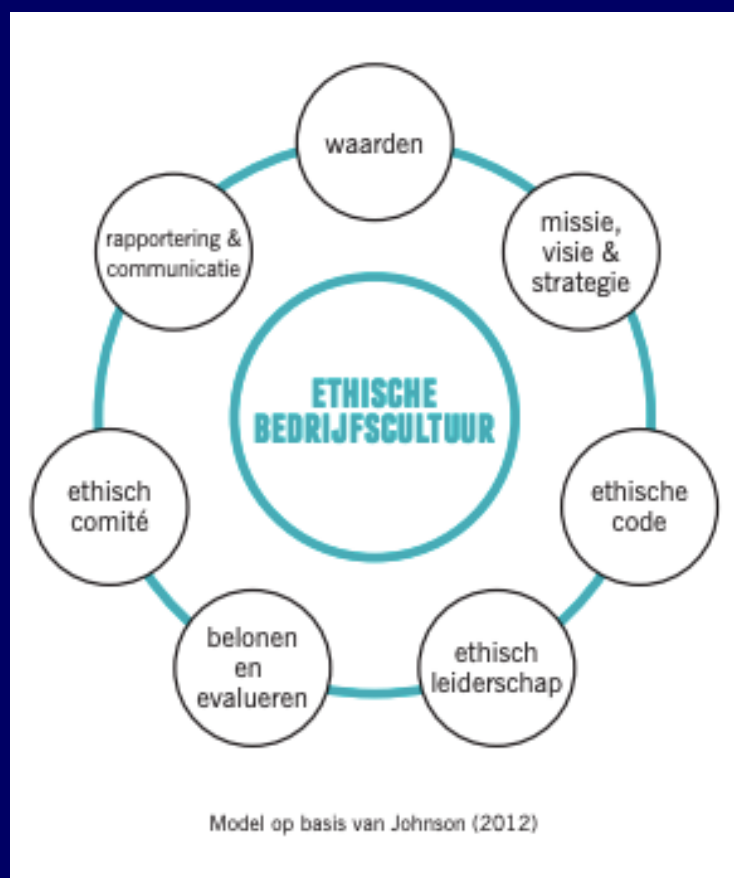 waarden
missie,
visie &
strategie
ethische
code
ethisch
leiderschap
belonen
en
evalueren
ethisch
comité
rapportering &
communicatie
ETHISCHE
BEDRIJFSCULTUUR
Model op basis van Johnson (2012)